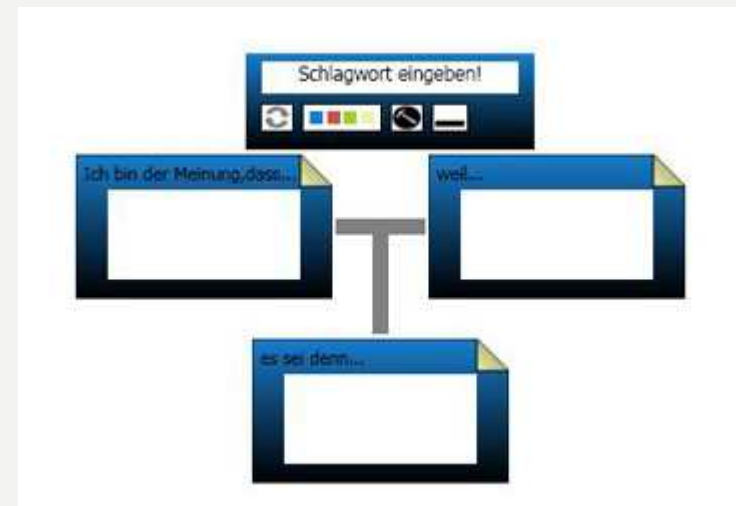 Schlagwort eingeben!
Ich bin der Meinung,dass...
weil...
es sei denn...